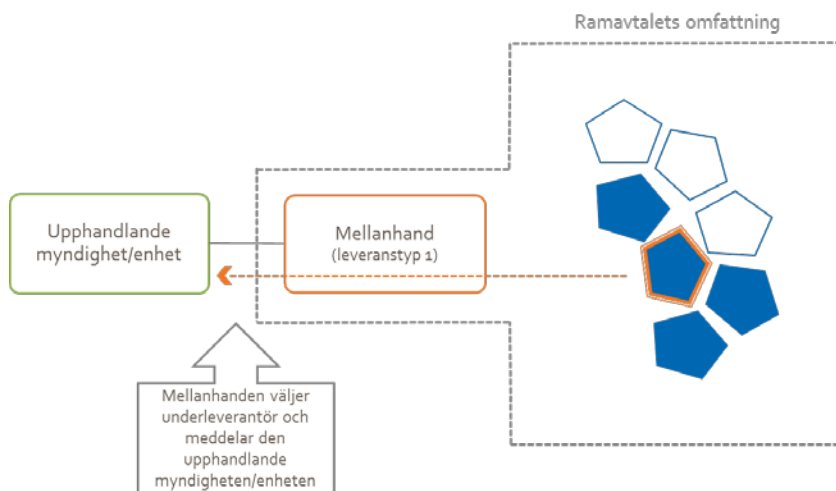 Ramavtalets omfattning
Upphandlande
myndighet/enhet
Mellanhand
(leveranstyp 1)
Mellanhanden väljer
underleverantör och
meddelar den
upphandlande
myndigheten/enheten